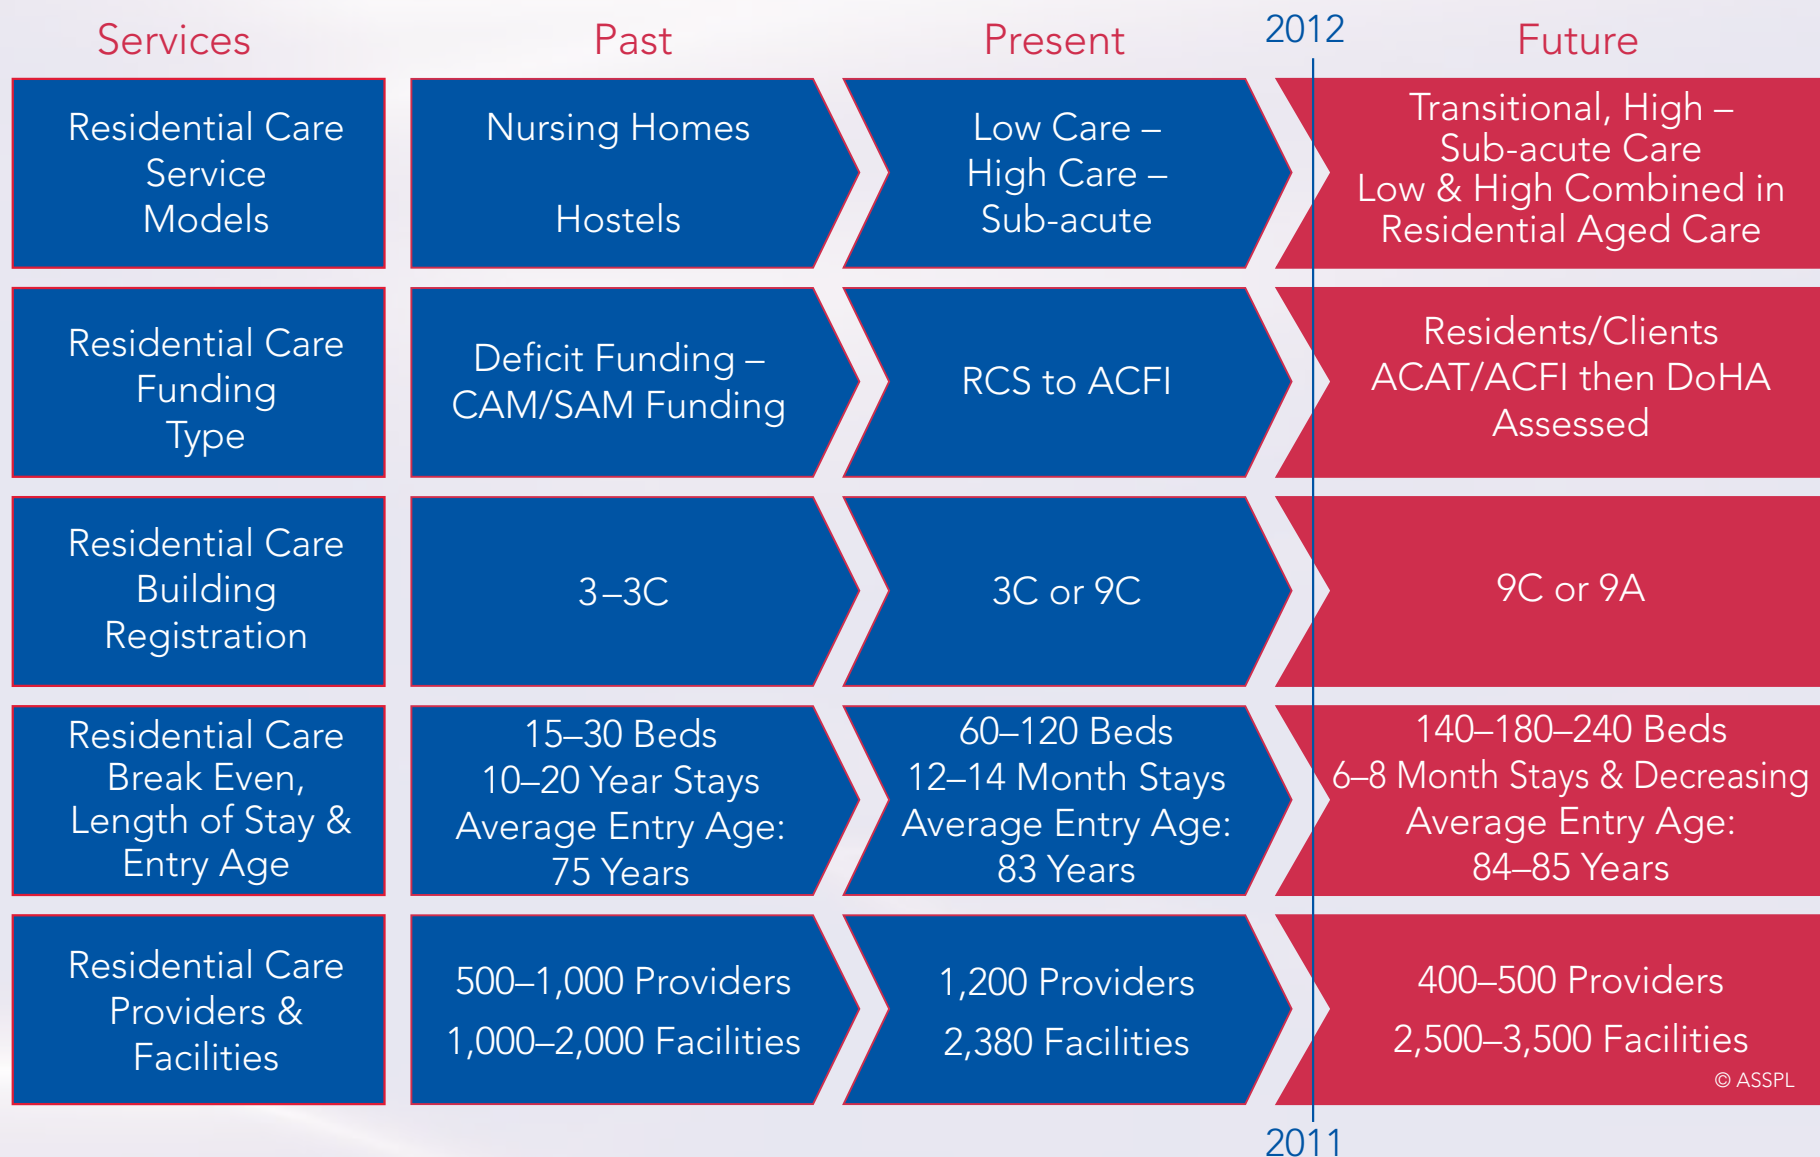 Services
Past
Present
2012
Future
Residential Care
Service
Models
Nursing Homes
Hostels
Low Care –
High Care –
Sub-acute
Transitional, High –
Sub-acute Care
Low & High Combined in
Residential Aged Care
Residential Care
Funding
Type
Deficit Funding –
CAM/SAM Funding
RCS to ACFI
Residents/Clients
ACAT/ACFI then DoHA
Assessed
Residential Care
Building
Registration
3–3C
3C or 9C
9C or 9A
Residential Care
Break Even,
Length of Stay &
Entry Age
15–30 Beds
10–20 Year Stays
Average Entry Age:
75 Years
60–120 Beds
12–14 Month Stays
Average Entry Age:
83 Years
140–180–240 Beds
6–8 Month Stays & Decreasing
Average Entry Age:
84–85 Years
Residential Care
Providers &
Facilities
500–1,000 Providers
1,000–2,000 Facilities
1,200 Providers
2,380 Facilities
400–500 Providers
2,500–3,500 Facilities
© ASSPL
2011